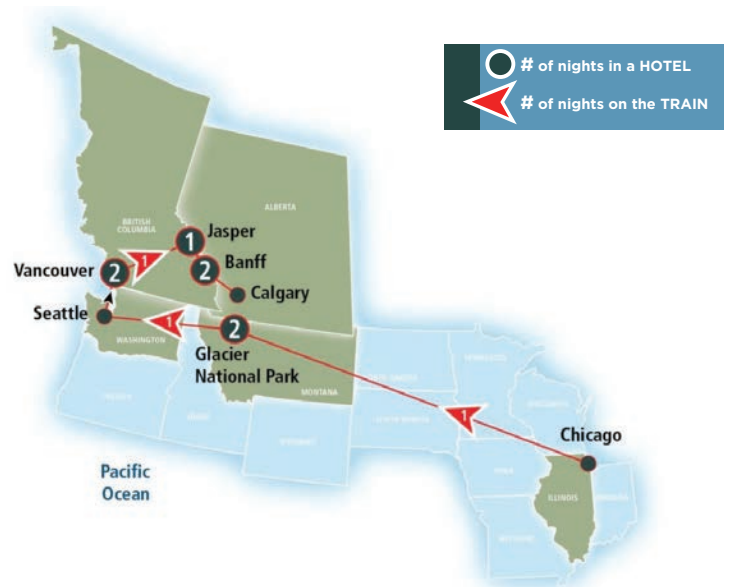 # of nights in a HOTEL
# of nights on the TRAIN
BRITISH
COLUMBIA
ALBERTA
1
Jasper
1
2
Banff
Vancouver
2
Calgary
Seattle
1
2
WASHINGTON
Glacier
National Park
MONTANA
1
Chicago
Pacific
Ocean
ILLINOIS